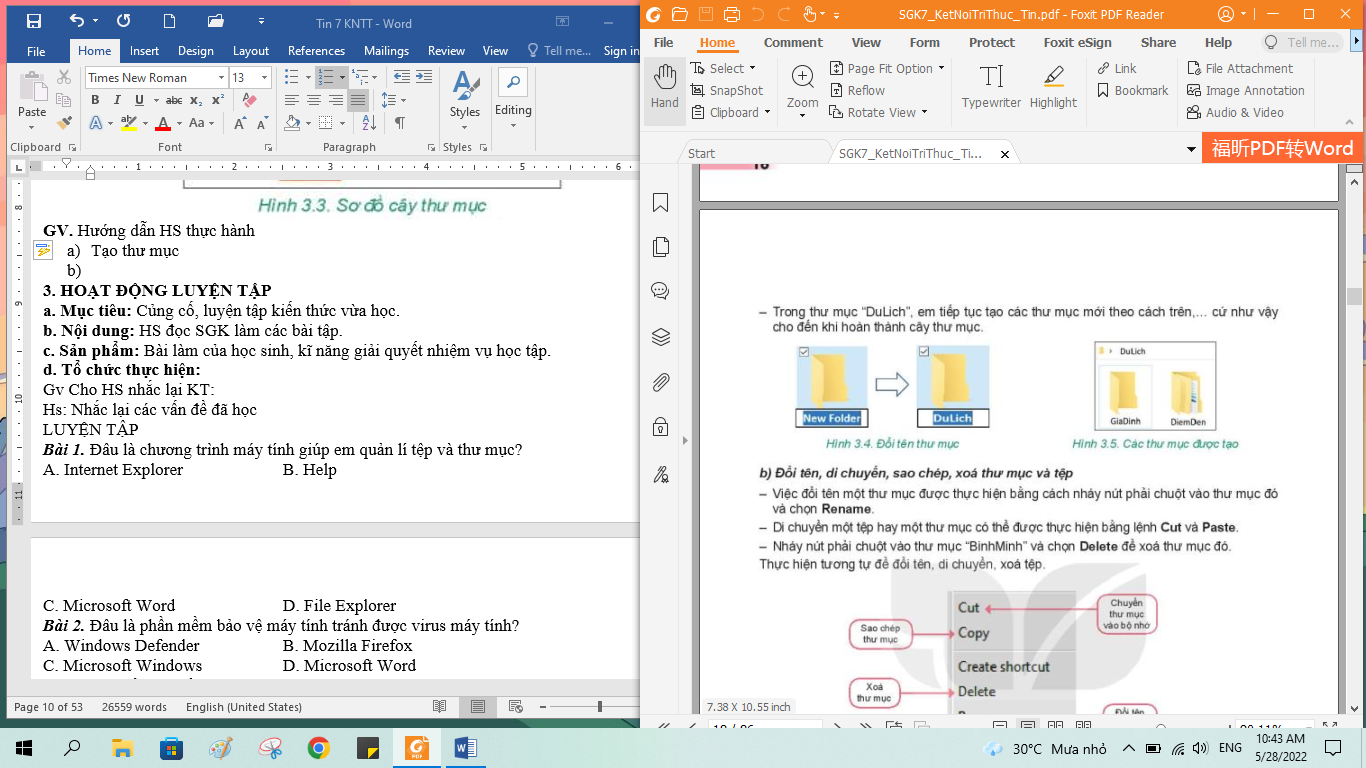 Tin 7 KNTT - Word
File Home Insert Design Layout References Mailings Review View Tell me... Sign in
Paste
Times New Roman 13
B I U abc x₂ x²
Aa
Styles
Editing
Clipboard Font Paragraph Styles
1 2 3 4 5 6
Hình 3.3. Sơ đồ cây thư mục
GV. Hướng dẫn HS thực hành
a) Tạo thư mục
b)
3. HOẠT ĐỘNG LUYỆN TẬP
a. Mục tiêu: Củng cố, luyện tập kiến thức vừa học.
b. Nội dung: HS đọc SGK làm các bài tập.
c. Sản phẩm: Bài làm của học sinh, kĩ năng giải quyết nhiệm vụ học tập.
d. Tổ chức thực hiện:
Gv Cho HS nhắc lại KT:
Hs: Nhắc lại các vấn đề đã học
LUYỆN TẬP
Bài 1. Đâu là chương trình máy tính giúp em quản lí tệp và thư mục?
A. Internet Explorer B. Help
C. Microsoft Word D. File Explorer
Bài 2. Đâu là phần mềm bảo vệ máy tính tránh được virus máy tính?
A. Windows Defender B. Mozilla Firefox
C. Microsoft Windows D. Microsoft Word
Page 10 of 53 26559 words English (United States)
SGK7_KetNoiTriThuc_Tin.pdf - Foxit PDF Reader
File Home Comment View Form Protect Foxit eSign Share Help Tell me...
Hand
Select
SnapShot
Clipboard
Zoom
Page Fit Option
Reflow
Rotate View
Typewriter
Highlight
Link
Bookmark
File Attachment
Image Annotation
Audio & Video
Start SGK7_KetNoiTriThuc_Ti...
福昕PDF转Word
– Trong thư mục “DuLich”, em tiếp tục tạo các thư mục mới theo cách trên,... cứ như vậy
cho đến khi hoàn thành cây thư mục.
New Folder
DuLich
DuLich
GiaDinh DiemDen
Hình 3.4. Đổi tên thư mục
Hình 3.5. Các thư mục được tạo
b) Đổi tên, di chuyển, sao chép, xoá thư mục và tệp
– Việc đổi tên một thư mục được thực hiện bằng cách nháy nút phải chuột vào thư mục đó
và chọn Rename.
– Di chuyển một tệp hay một thư mục có thể được thực hiện bằng lệnh Cut và Paste.
– Nháy nút phải chuột vào thư mục “BinhMinh” và chọn Delete để xoá thư mục đó.
Thực hiện tương tự để đổi tên, di chuyển, xoá tệp.
Cut
Chuyển
thư mục
vào bộ nhớ
Sao chép
thư mục
Copy
Create shortcut
Xoá
thư mục
Delete
7.38 X 10.55 inch
30°C Mưa nhỏ
ENG
10:43 AM
5/28/2022